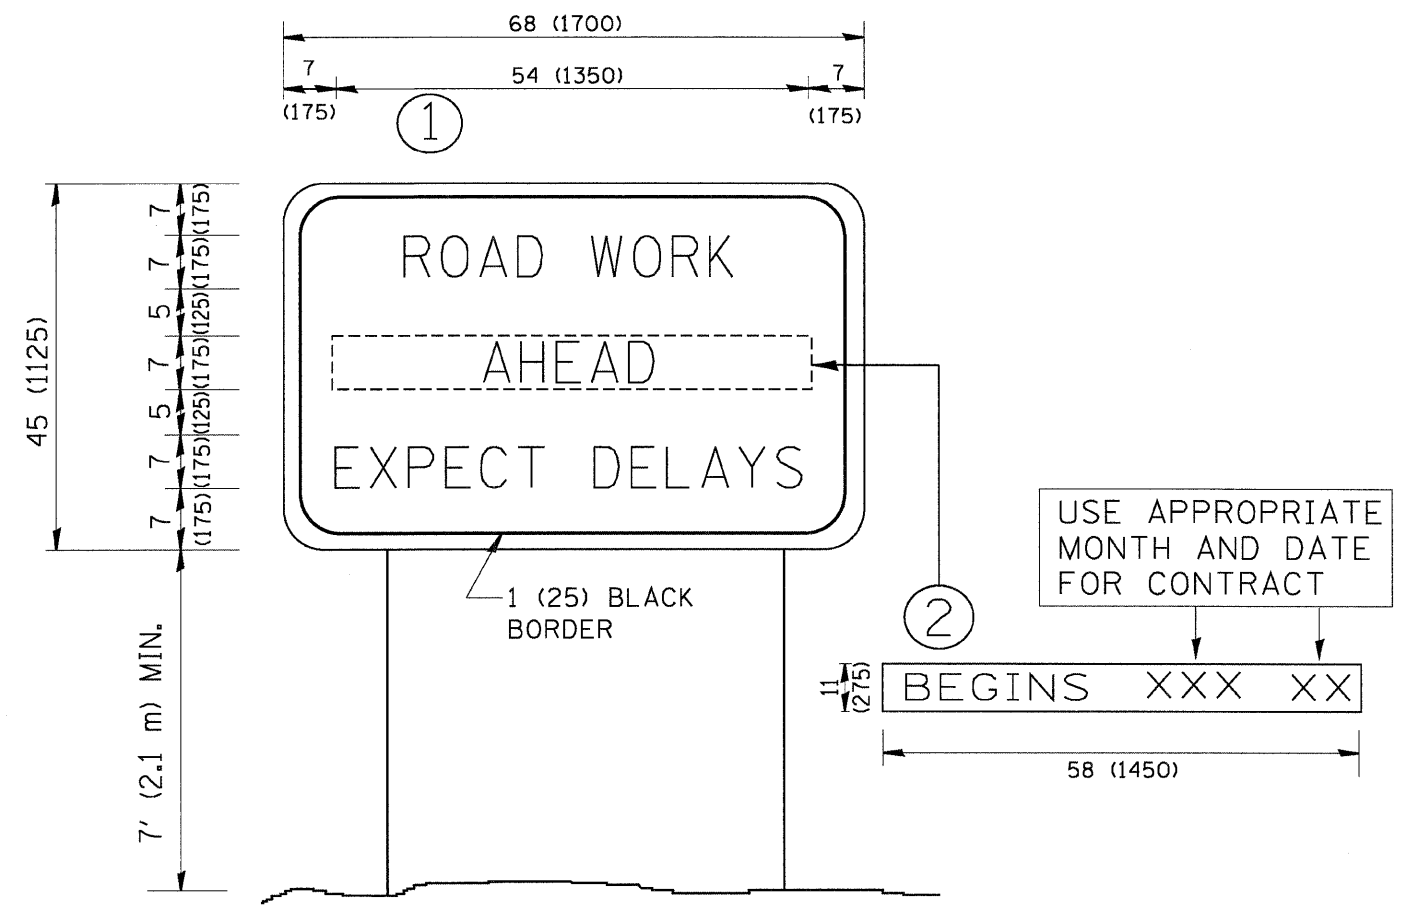 68 (1700)
7
54 (1350)
7
(175)
(175)
1
45 (1125)
7 (175)
7 (175)
5 (125)
7 (175)
5 (125)
7 (175)
7 (175)
ROAD WORK
AHEAD
EXPECT DELAYS
1 (25) BLACK
BORDER
7' (2.1 m) MIN.
2
USE APPROPRIATE
MONTH AND DATE
FOR CONTRACT
11
(275)
BEGINS XXX XX
58 (1450)